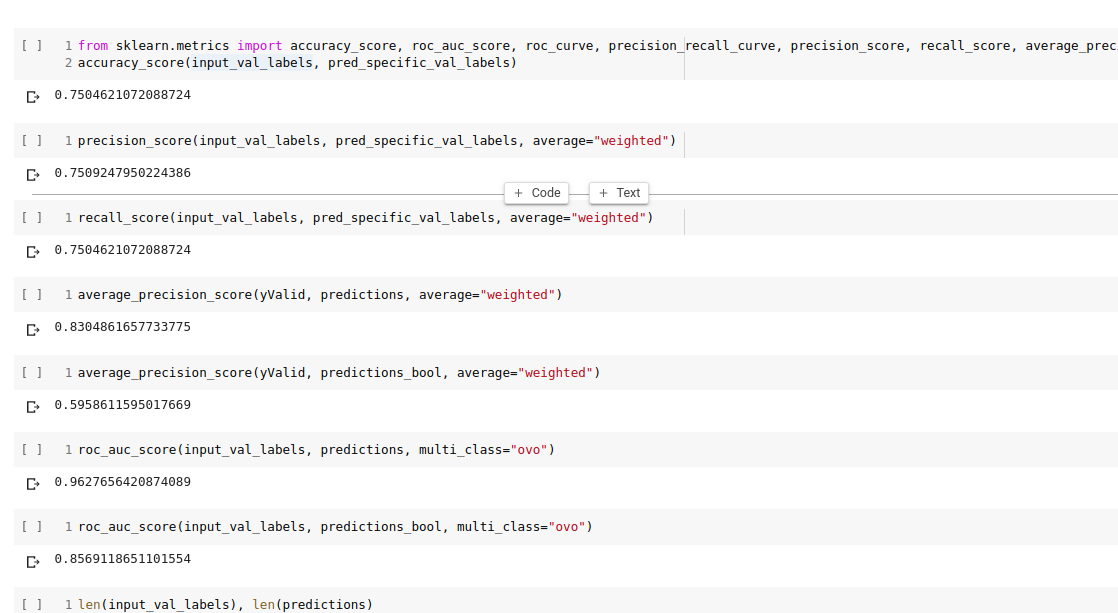 [ ] 1 from sklearn.metrics import accuracy_score, roc_auc_score, roc_curve, precision_recall_curve, precision_score, recall_score, average_prec
2 accuracy_score(input_val_labels, pred_specific_val_labels)
0.7504621072088724
[ ] 1 precision_score(input_val_labels, pred_specific_val_labels, average="weighted")
0.7509247950224386
+ Code + Text
[ ] 1 recall_score(input_val_labels, pred_specific_val_labels, average="weighted")
0.7504621072088724
[ ] 1 average_precision_score(yValid, predictions, average="weighted")
0.8304861657733775
[ ] 1 average_precision_score(yValid, predictions_bool, average="weighted")
0.5958611595017669
[ ] 1 roc_auc_score(input_val_labels, predictions, multi_class="ovo")
0.9627656420874089
[ ] 1 roc_auc_score(input_val_labels, predictions_bool, multi_class="ovo")
0.8569118651101554
[ ] 1 len(input_val_labels), len(predictions)